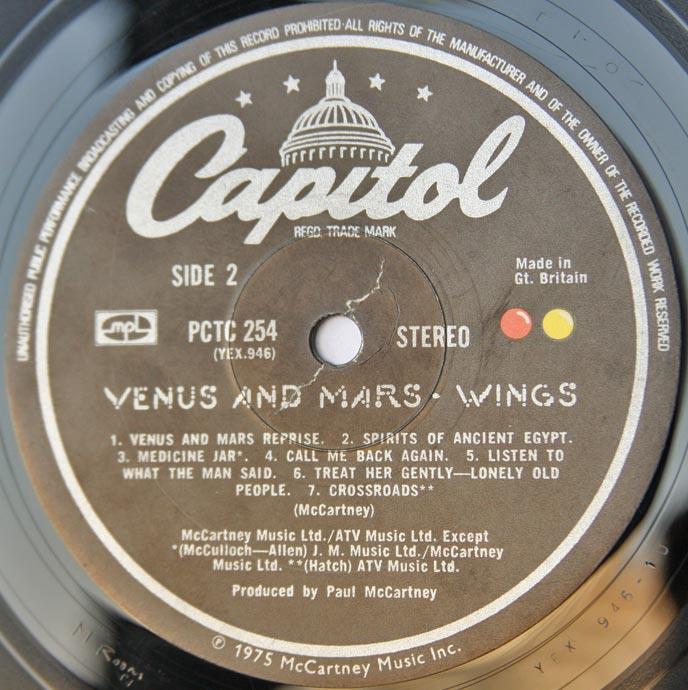 UNAUTHORISED PUBLIC PERFORMANCE BROADCASTING AND COPYING OF THIS RECORD PROHIBITED·ALL RIGHTS OF THE MANUFACTURER AND OF THE OWNER OF THE RECORDED WORK RESERVED
Capitol
REGD. TRADE MARK
SIDE 2
Made in
Gt. Britain
mpl
PCTC 254
(YEX.946)
STEREO
VENUS AND MARS · WINGS
1. VENUS AND MARS REPRISE. 2. SPIRITS OF ANCIENT EGYPT.
3. MEDICINE JAR*. 4. CALL ME BACK AGAIN. 5. LISTEN TO
WHAT THE MAN SAID. 6. TREAT HER GENTLY—LONELY OLD
PEOPLE. 7. CROSSROADS**
(McCartney)
McCartney Music Ltd./ATV Music Ltd. Except
*(McCulloch—Allen) J. M. Music Ltd./McCartney
Music Ltd. **(Hatch) ATV Music Ltd.
Produced by Paul McCartney
℗ 1975 McCartney Music Inc.
YEX 946-1U